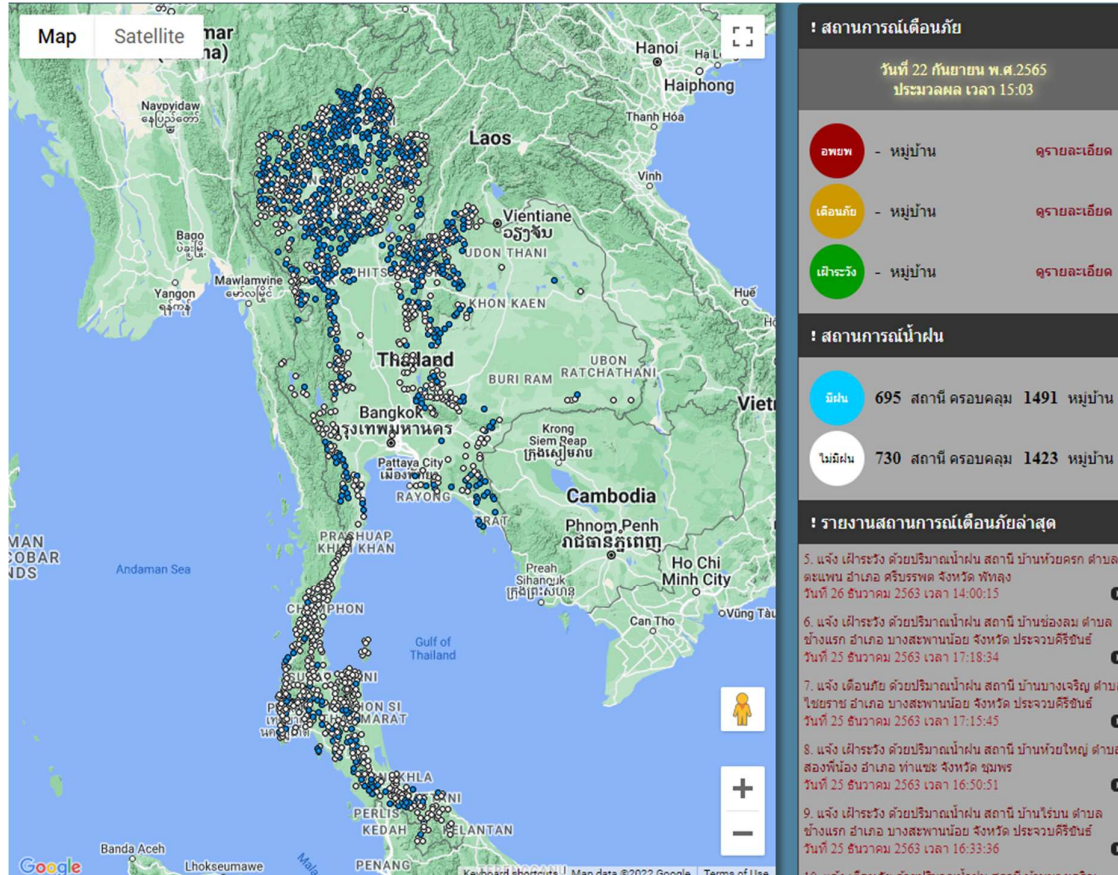 Map
Satellite
Hanoi
Haiphong
Naypyidaw
နေပြည်တော်
Laos
Thanh Hóa
Vinh
Vientiane
ວຽງຈັນ
UDON THANI
Bago
ပဲခူးမြို့
Yangon
ရန်ကုန်
Mawlamyine
မော်လမြိုင်
KHON KAEN
Huế
Thailand
UBON
RATCHATHANI
BURI RAM
Bangkok
กรุงเทพมหานคร
Krong
Siem Reap
ក្រុងសៀមរាប
Pattaya City
RAYONG
Cambodia
Phnom Penh
រាជធានីភ្នំពេញ
PRACHUAP
KHIRI KHAN
Andaman Sea
Preah
Sihanouk
ក្រុងព្រះសីហនុ
Ho Chi
Minh City
Vũng Tàu
Can Tho
Gulf of
Thailand
PERLIS
KEDAH
KELANTAN
PENANG
Banda Aceh
Lhokseumawe
Google
Keyboard shortcuts
Map data ©2022 Google
Terms of Use
! สถานการณ์เตือนภัย
วันที่ 22 กันยายน พ.ศ.2565
ประมวลผล เวลา 15:03
อพยพ - หมู่บ้าน ดูรายละเอียด
เตือนภัย - หมู่บ้าน ดูรายละเอียด
เฝ้าระวัง - หมู่บ้าน ดูรายละเอียด
! สถานการณ์น้ำฝน
มีฝน 695 สถานี ครอบคลุม 1491 หมู่บ้าน
ไม่มีฝน 730 สถานี ครอบคลุม 1423 หมู่บ้าน
! รายงานสถานการณ์เตือนภัยล่าสุด
5. แจ้ง เฝ้าระวัง ด้วยปริมาณน้ำฝน สถานี บ้านห้วยครก ตำบล
ตะแพน อำเภอ ศรีบรรพต จังหวัด พัทลุง
วันที่ 26 ธันวาคม 2563 เวลา 14:00:15
6. แจ้ง เฝ้าระวัง ด้วยปริมาณน้ำฝน สถานี บ้านช่องลม ตำบล
ช้างแรก อำเภอ บางสะพานน้อย จังหวัด ประจวบคีรีขันธ์
วันที่ 25 ธันวาคม 2563 เวลา 17:18:34
7. แจ้ง เตือนภัย ด้วยปริมาณน้ำฝน สถานี บ้านบางเจริญ ตำบล
ไชยราช อำเภอ บางสะพานน้อย จังหวัด ประจวบคีรีขันธ์
วันที่ 25 ธันวาคม 2563 เวลา 17:15:45
8. แจ้ง เฝ้าระวัง ด้วยปริมาณน้ำฝน สถานี บ้านห้วยใหญ่ ตำบล
สองพี่น้อง อำเภอ ท่าแซะ จังหวัด ชุมพร
วันที่ 25 ธันวาคม 2563 เวลา 16:50:51
9. แจ้ง เฝ้าระวัง ด้วยปริมาณน้ำฝน สถานี บ้านไร่บน ตำบล
ช้างแรก อำเภอ บางสะพานน้อย จังหวัด ประจวบคีรีขันธ์
วันที่ 25 ธันวาคม 2563 เวลา 16:33:36